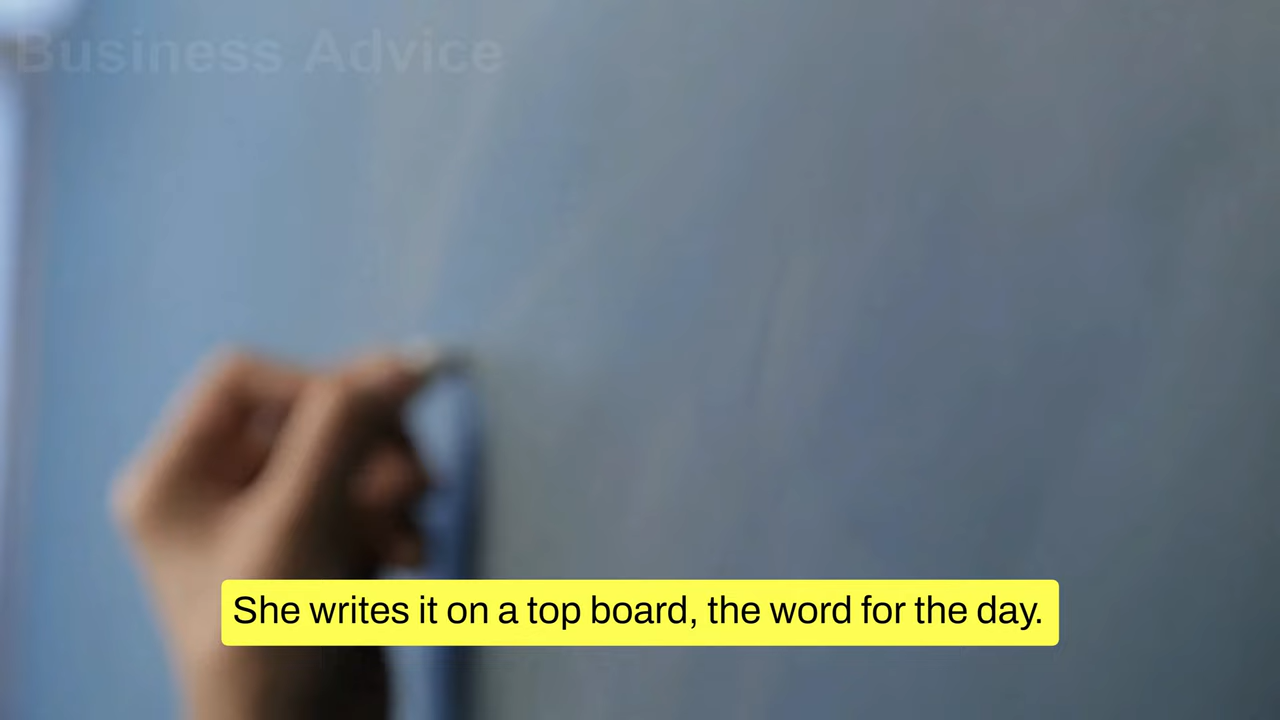 Business Advice
She writes it on a top board, the word for the day.